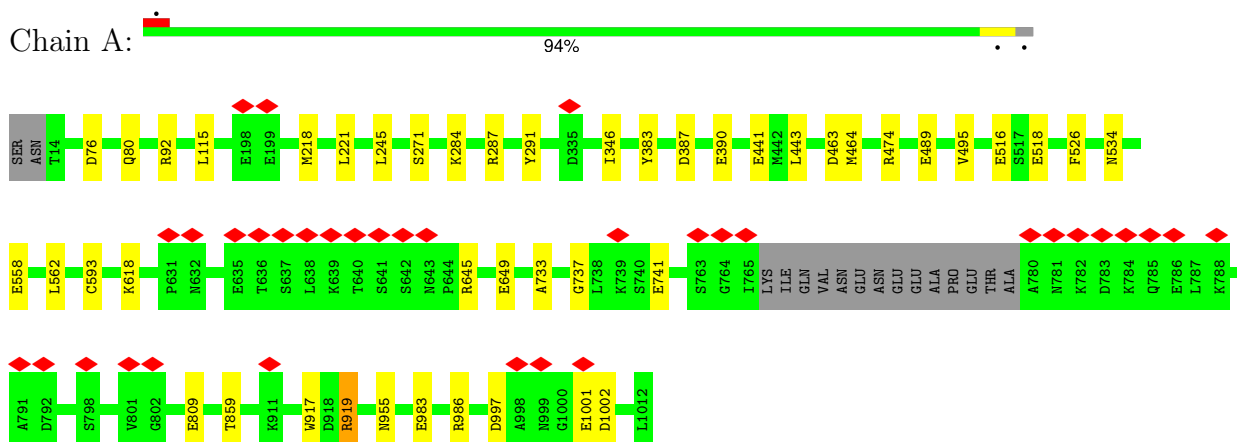 Chain A:
94%
SER ASN T14 D76 Q80 R92 L115 E198 E199 M218 L221 L245 S271 K284 R287 Y291 D335 I346 Y383 D387 E390 E441 M442 L443 D463 M464 R474 E489 V495 E516 S517 E518 F526 N534
E558 L562 C593 K618 P631 N632 E635 T636 S637 L638 K639 T640 S641 S642 N643 P644 R645 E649 A733 G737 L738 K739 S740 E741 S763 G764 I765 LYS ILE GLN VAL ASN GLU ASN GLU GLU ALA PRO GLU THR ALA A780 N781 K782 D783 K784 Q785 E786 L787 K788
A791 D792 S798 V801 G802 E809 T859 K911 W917 D918 R919 N955 E983 R986 D997 A998 N999 G1000 E1001 D1002 L1012